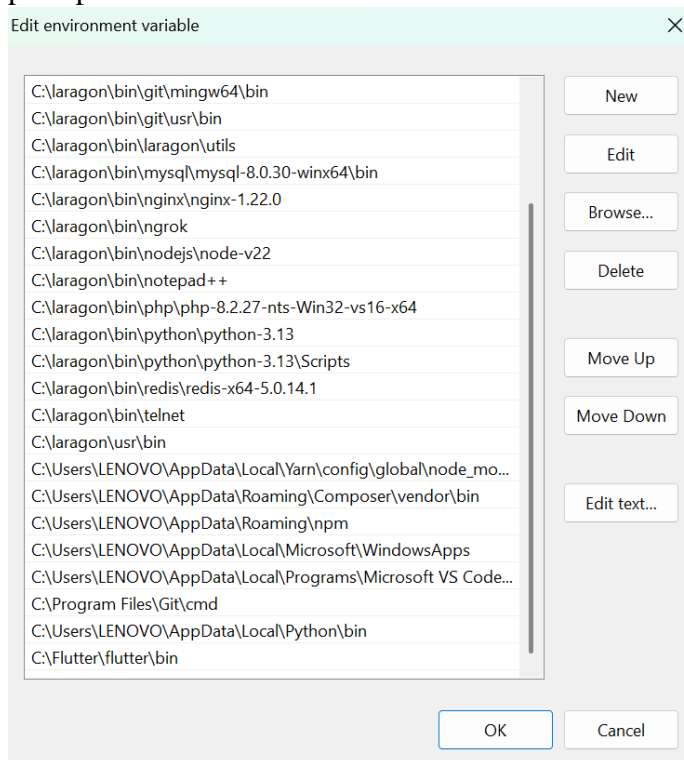 Edit environment variable
C:\laragon\bin\git\mingw64\bin
C:\laragon\bin\git\usr\bin
C:\laragon\bin\laragon\utils
C:\laragon\bin\mysql\mysql-8.0.30-winx64\bin
C:\laragon\bin\nginx\nginx-1.22.0
C:\laragon\bin\ngrok
C:\laragon\bin\nodejs\node-v22
C:\laragon\bin\notepad++
C:\laragon\bin\php\php-8.2.27-nts-Win32-vs16-x64
C:\laragon\bin\python\python-3.13
C:\laragon\bin\python\python-3.13\Scripts
C:\laragon\bin\redis\redis-x64-5.0.14.1
C:\laragon\bin\telnet
C:\laragon\usr\bin
C:\Users\LENOVO\AppData\Local\Yarn\config\global\node_mo...
C:\Users\LENOVO\AppData\Roaming\Composer\vendor\bin
C:\Users\LENOVO\AppData\Roaming\npm
C:\Users\LENOVO\AppData\Local\Microsoft\WindowsApps
C:\Users\LENOVO\AppData\Local\Programs\Microsoft VS Code...
C:\Program Files\Git\cmd
C:\Users\LENOVO\AppData\Local\Python\bin
C:\Flutter\flutter\bin
New
Edit
Browse...
Delete
Move Up
Move Down
Edit text...
OK
Cancel